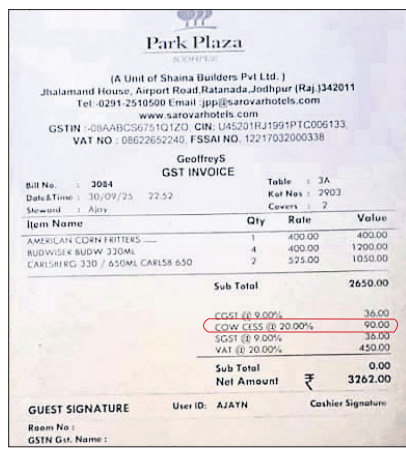 Park Plaza
JODHPUR
(A Unit of Shaina Builders Pvt Ltd. )
Jhalamand House, Airport Road,Ratanada,Jodhpur (Raj.)342011
Tel:-0291-2510500 Email :jpp@sarovarhotels.com
www.sarovarhotels.com
GSTIN :-08AABCS6751Q1ZO, CIN: U45201RJ1991PTC006133,
VAT NO : 08622652240, FSSAI NO. 12217032000338
GeoffreyS
GST INVOICE
Bill No. : 3084 Table : 3A
Date&Time : 30/09/25 22:52 Kot Nos : 2903
Steward : Ajoy Covers : 2
Item Name Qty Rate Value
AMERICAN CORN FRITTERS 1 400.00 400.00
BUDWISER BUDW 330ML 4 300.00 1200.00
CARLSBERG 330 / 650ML CARLSB 650 2 525.00 1050.00
Sub Total 2650.00
CGST @ 9.00% 36.00
COW CESS @ 20.00% 90.00
SGST @ 9.00% 36.00
VAT @ 20.00% 450.00
Sub Total 0.00
Net Amount ₹ 3262.00
GUEST SIGNATURE User ID: AJAYN Cashier Signature
Room No :
GSTN Gst. Name :